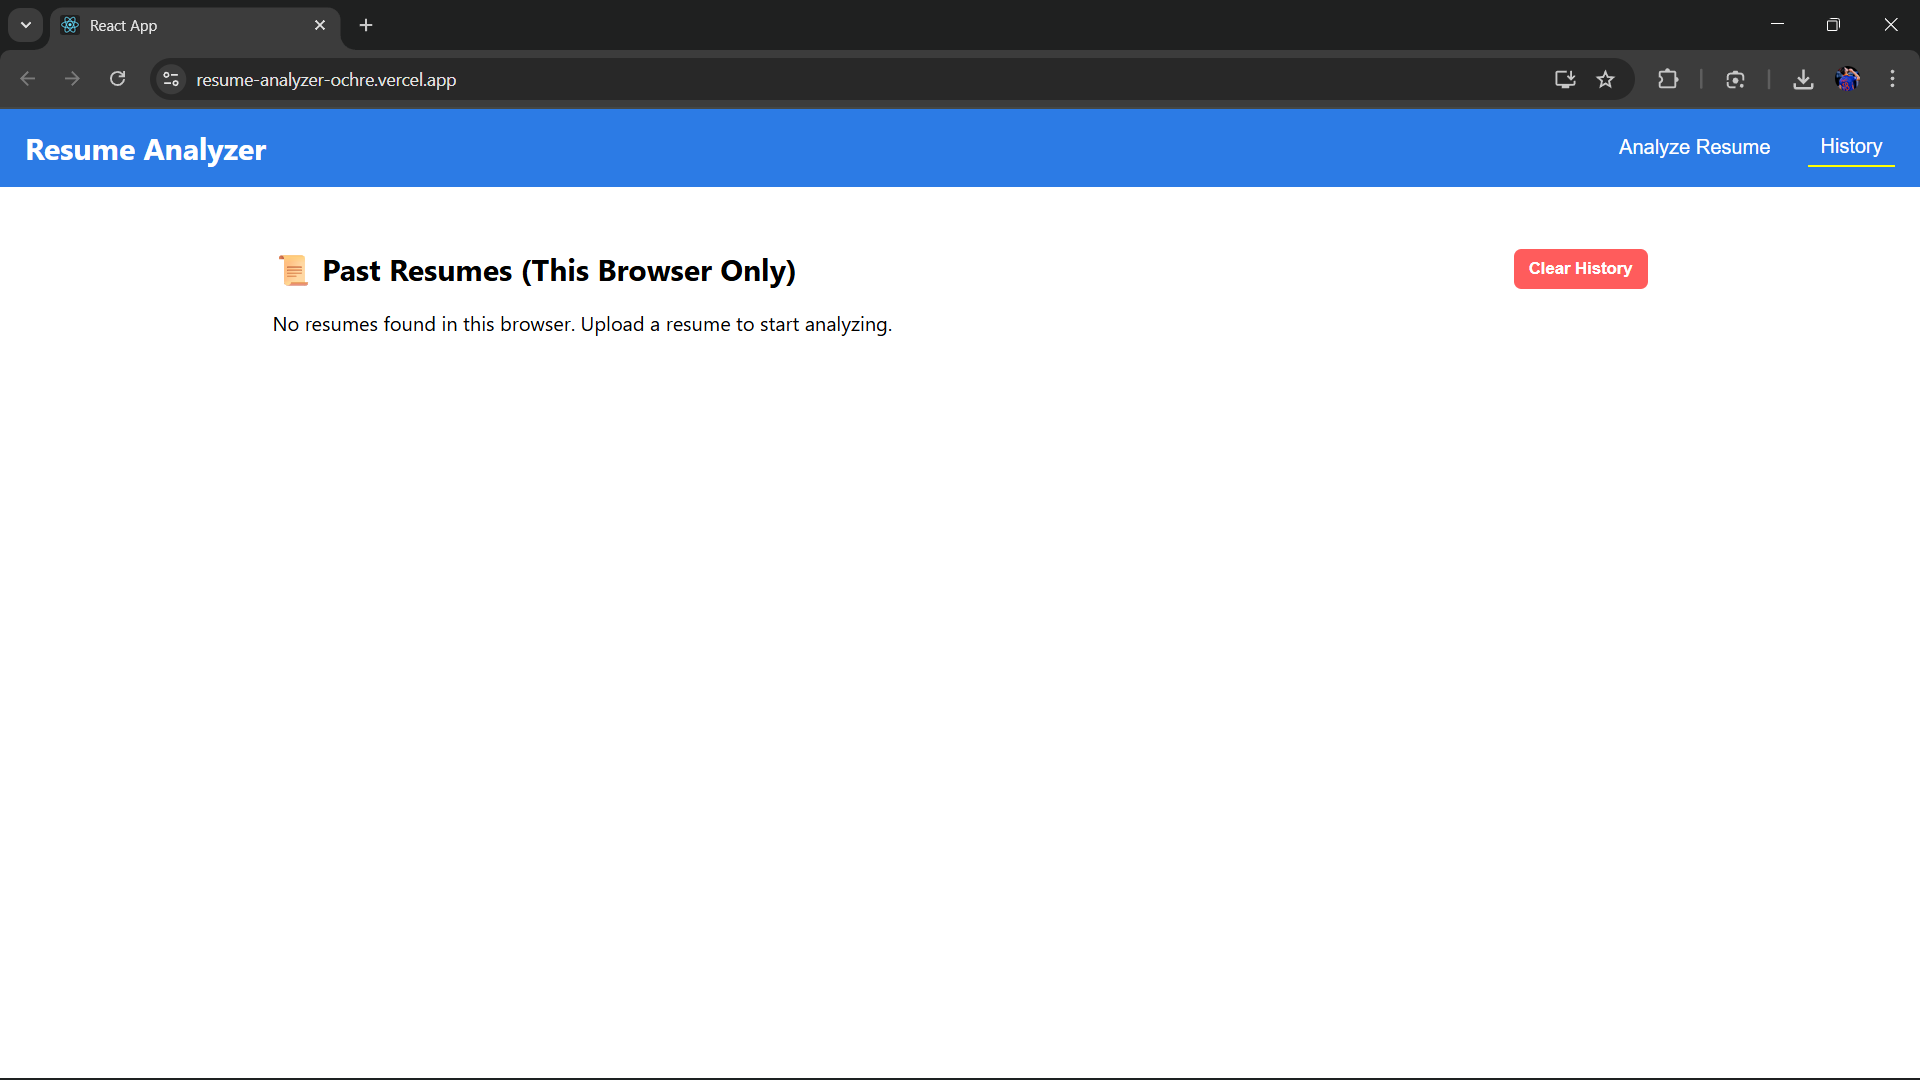 React App
resume-analyzer-ochre.vercel.app
Resume Analyzer
Analyze Resume
History
Past Resumes (This Browser Only)
Clear History
No resumes found in this browser. Upload a resume to start analyzing.